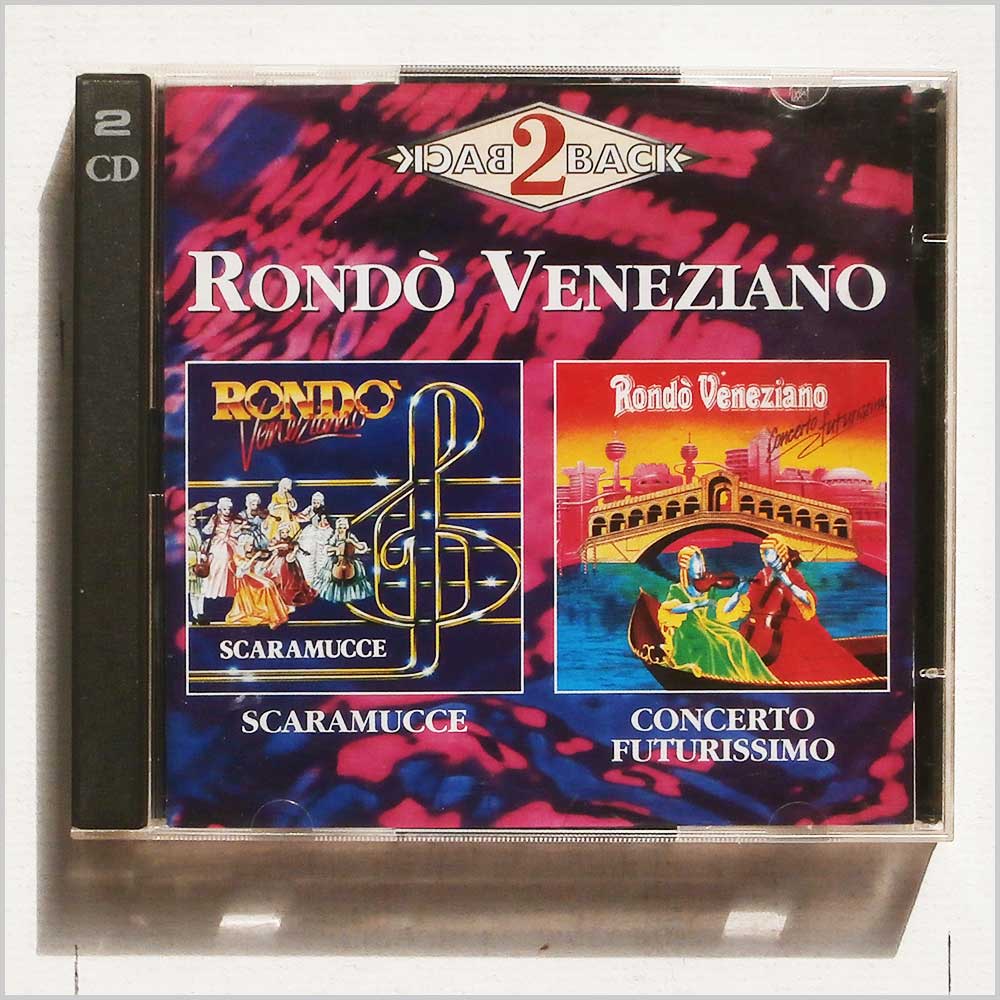 2
CD
BACK 2 BACK
RONDÒ VENEZIANO
RONDO'
Veneziano
SCARAMUCCE
Rondò Veneziano
Concerto futurissimo
SCARAMUCCE
CONCERTO
FUTURISSIMO